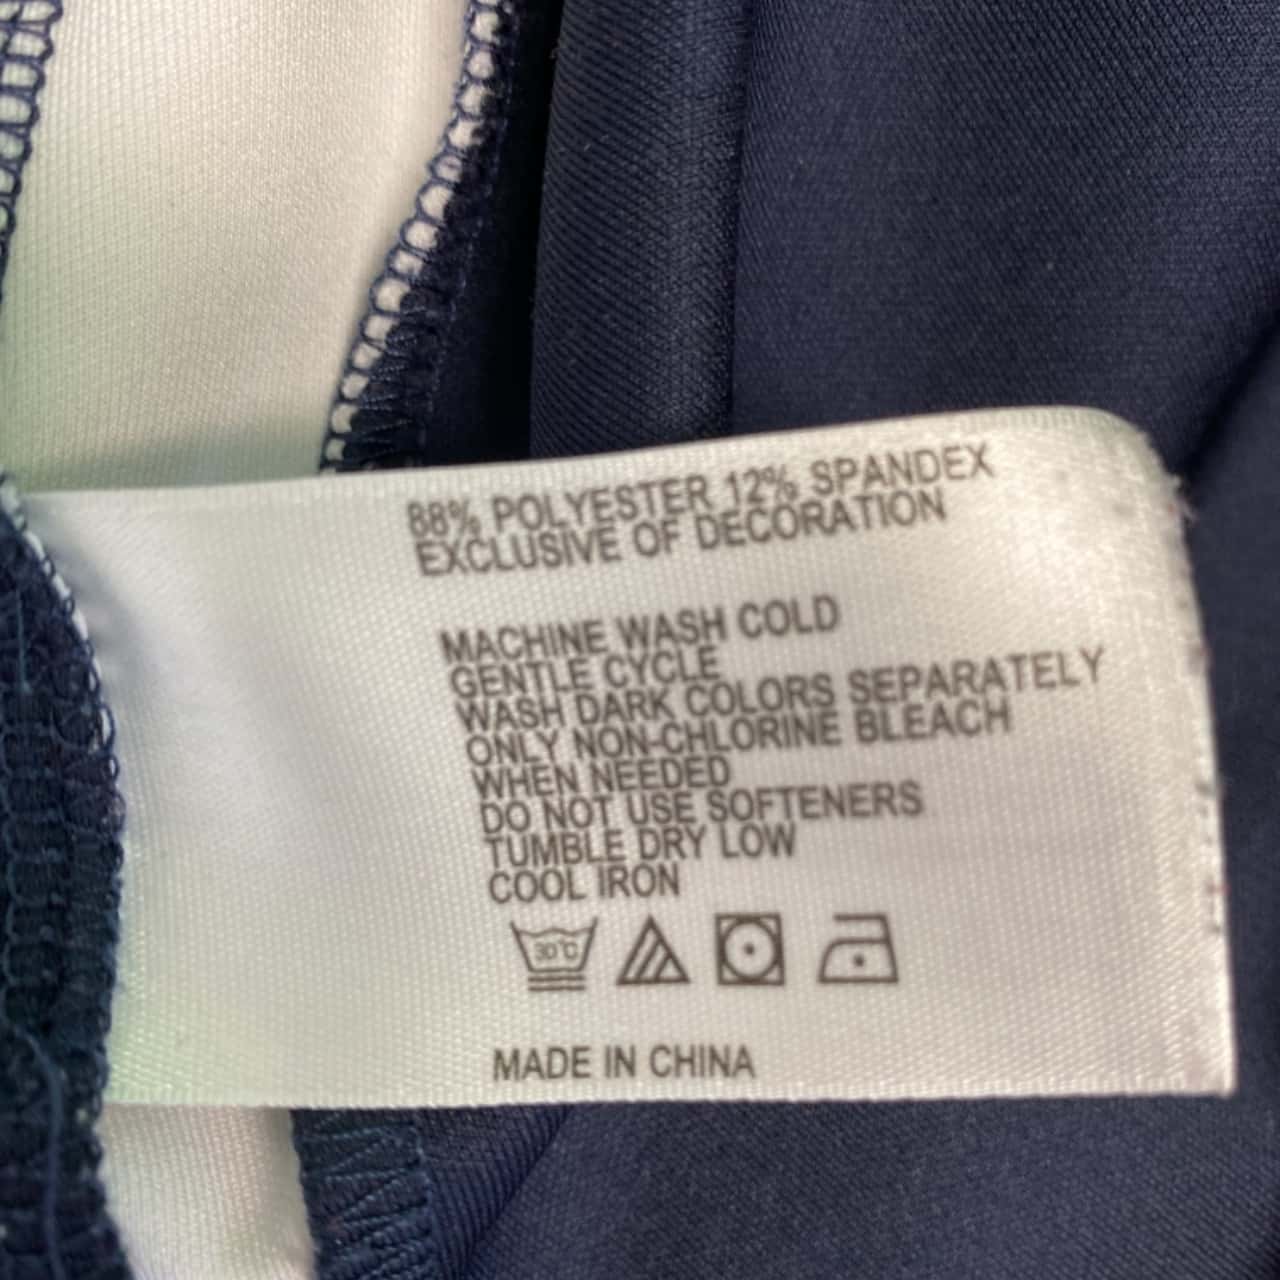 88% POLYESTER 12% SPANDEX
EXCLUSIVE OF DECORATION
MACHINE WASH COLD
GENTLE CYCLE
WASH DARK COLORS SEPARATELY
ONLY NON-CHLORINE BLEACH
WHEN NEEDED
DO NOT USE SOFTENERS
TUMBLE DRY LOW
COOL IRON
30°C
MADE IN CHINA